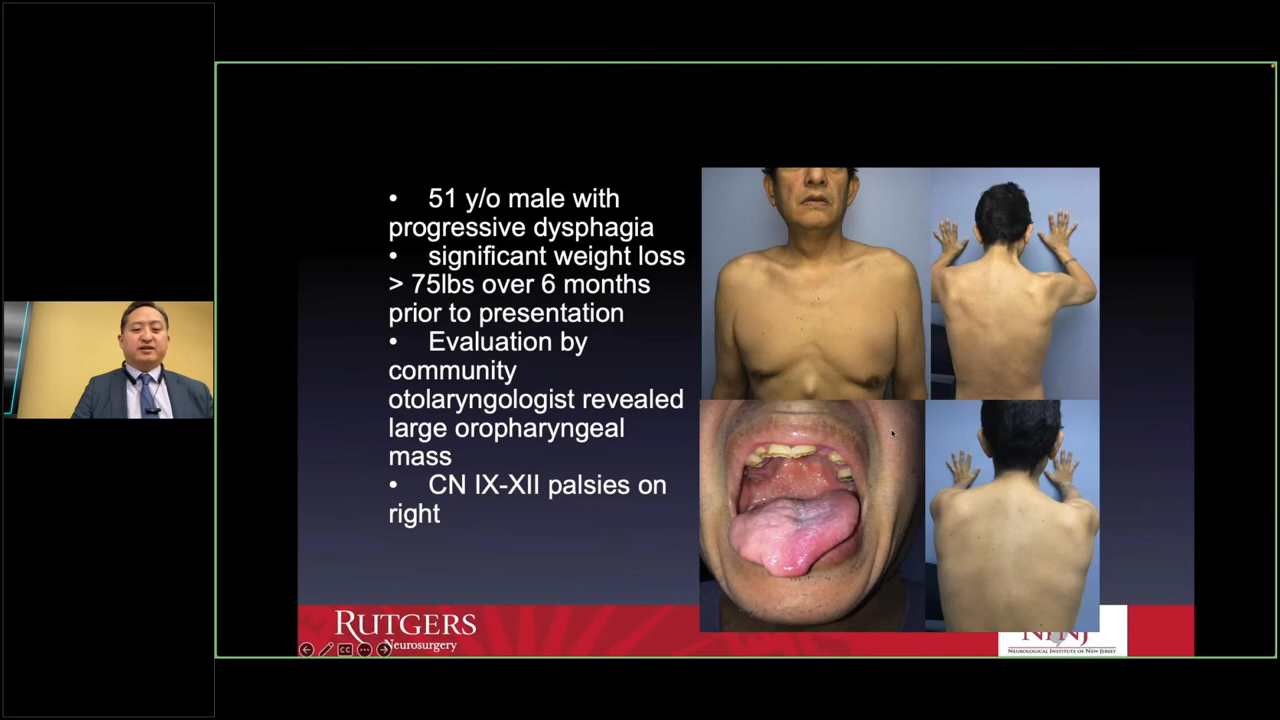 • 51 y/o male with
progressive dysphagia
• significant weight loss
> 75lbs over 6 months
prior to presentation
• Evaluation by
community
otolaryngologist revealed
large oropharyngeal
mass
• CN IX-XII palsies on
right
RUTGERS
Neurosurgery
CC
NEUROLOGICAL INSTITUTE OF NEW JERSEY